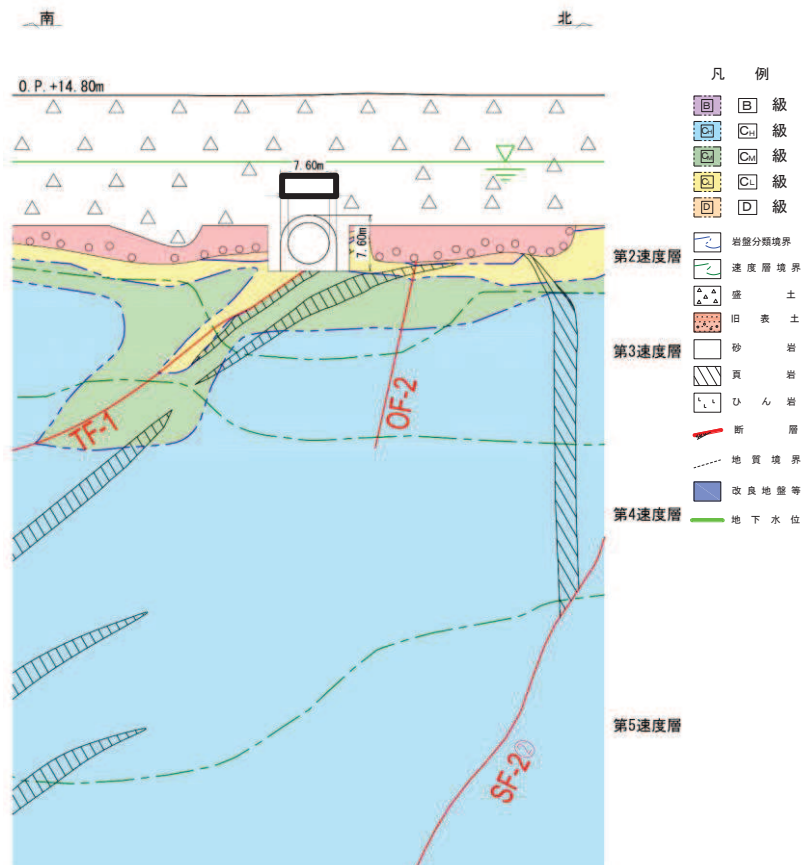 南
北
O.P.+14.80m
7.60m
7.60m
第2速度層
第3速度層
第4速度層
第5速度層
TF-1
OF-2
SF-2②
凡 例
B B 級
CH CH 級
CM CM 級
CL CL 級
D D 級
岩盤分類境界
速度層境界
盛土
旧表土
砂岩
頁岩
ひん岩
断層
地質境界
改良地盤等
地下水位